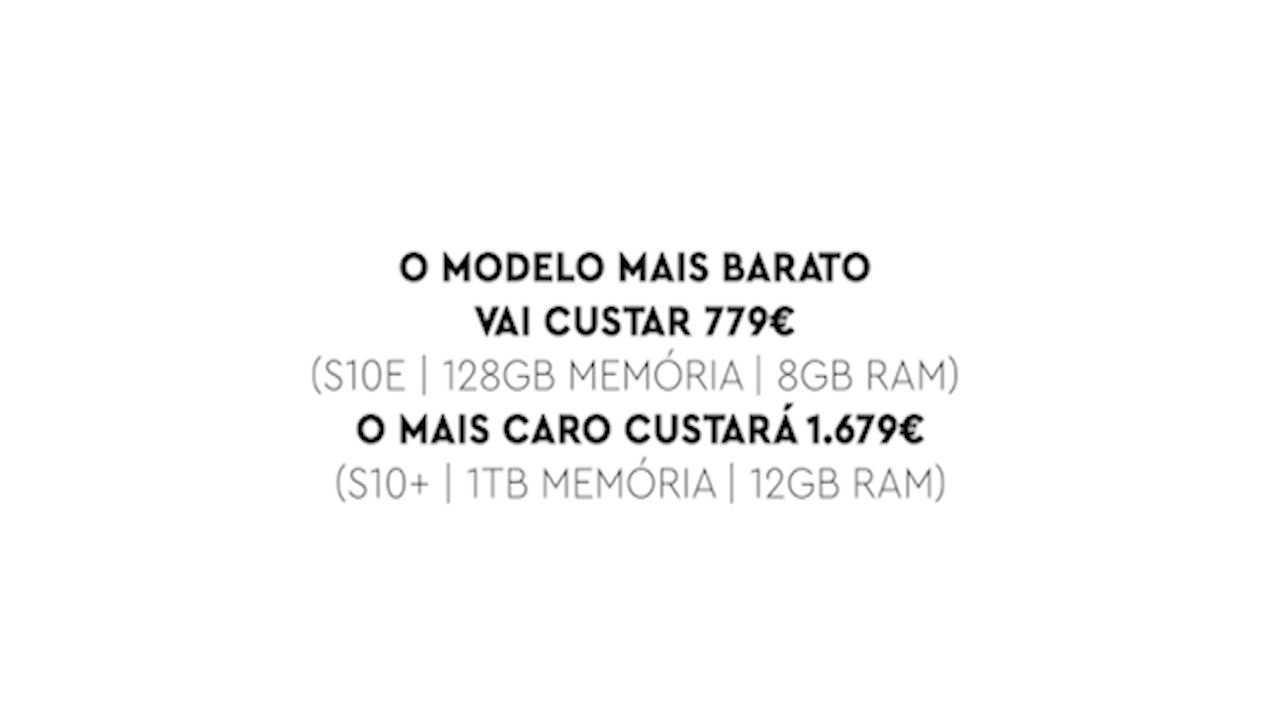 O MODELO MAIS BARATO
VAI CUSTAR 779€
(S10E | 128GB MEMÓRIA | 8GB RAM)
O MAIS CARO CUSTARÁ 1.679€
(S10+ | 1TB MEMÓRIA | 12GB RAM)